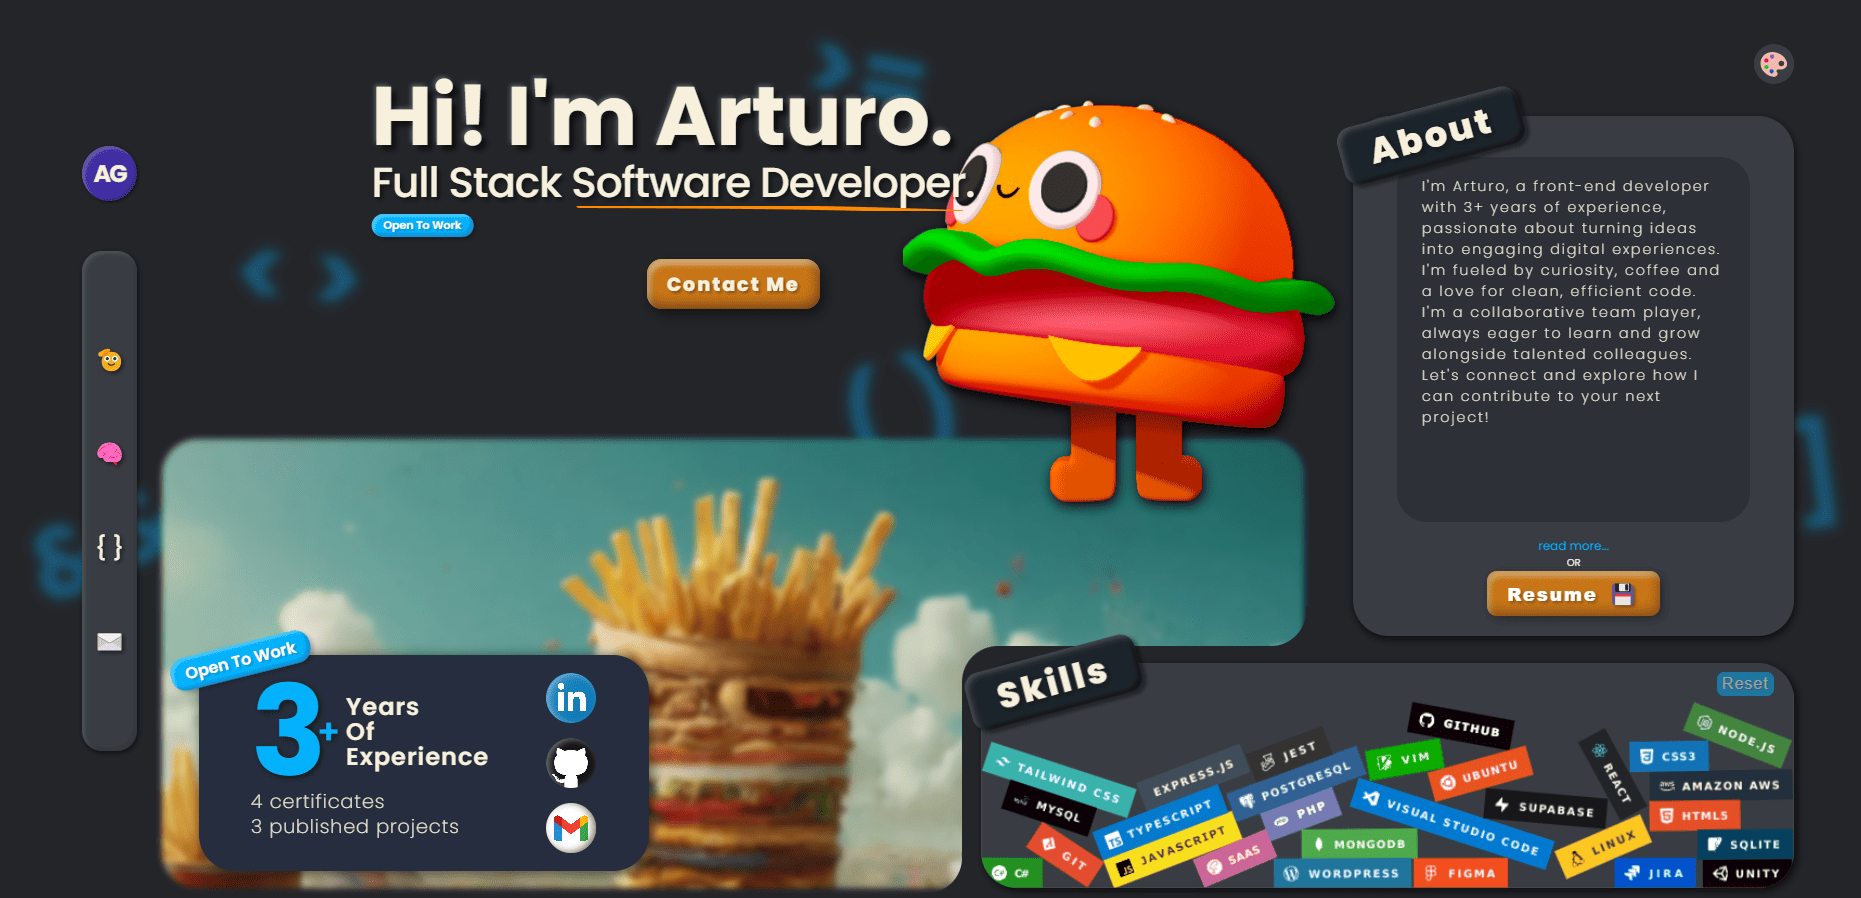 Hi! I'm Arturo.
Full Stack Software Developer.
Open To Work
Contact Me
AG
{ }
About
I'm Arturo, a front-end developer
with 3+ years of experience,
passionate about turning ideas
into engaging digital experiences.
I'm fueled by curiosity, coffee and
a love for clean, efficient code.
I'm a collaborative team player,
always eager to learn and grow
alongside talented colleagues.
Let's connect and explore how I
can contribute to your next
project!
read more...
OR
Resume
Open To Work
3+
Years
Of
Experience
4 certificates
3 published projects
in
Skills
Reset
TAILWIND CSS
MYSQL
GIT
C#
EXPRESS.JS
TYPESCRIPT
JAVASCRIPT
JEST
POSTGRESQL
PHP
SAAS
VIM
GITHUB
UBUNTU
VISUAL STUDIO CODE
MONGODB
WORDPRESS
FIGMA
SUPABASE
REACT
LINUX
NODE.JS
CSS3
AMAZON AWS
HTML5
SQLITE
JIRA
UNITY